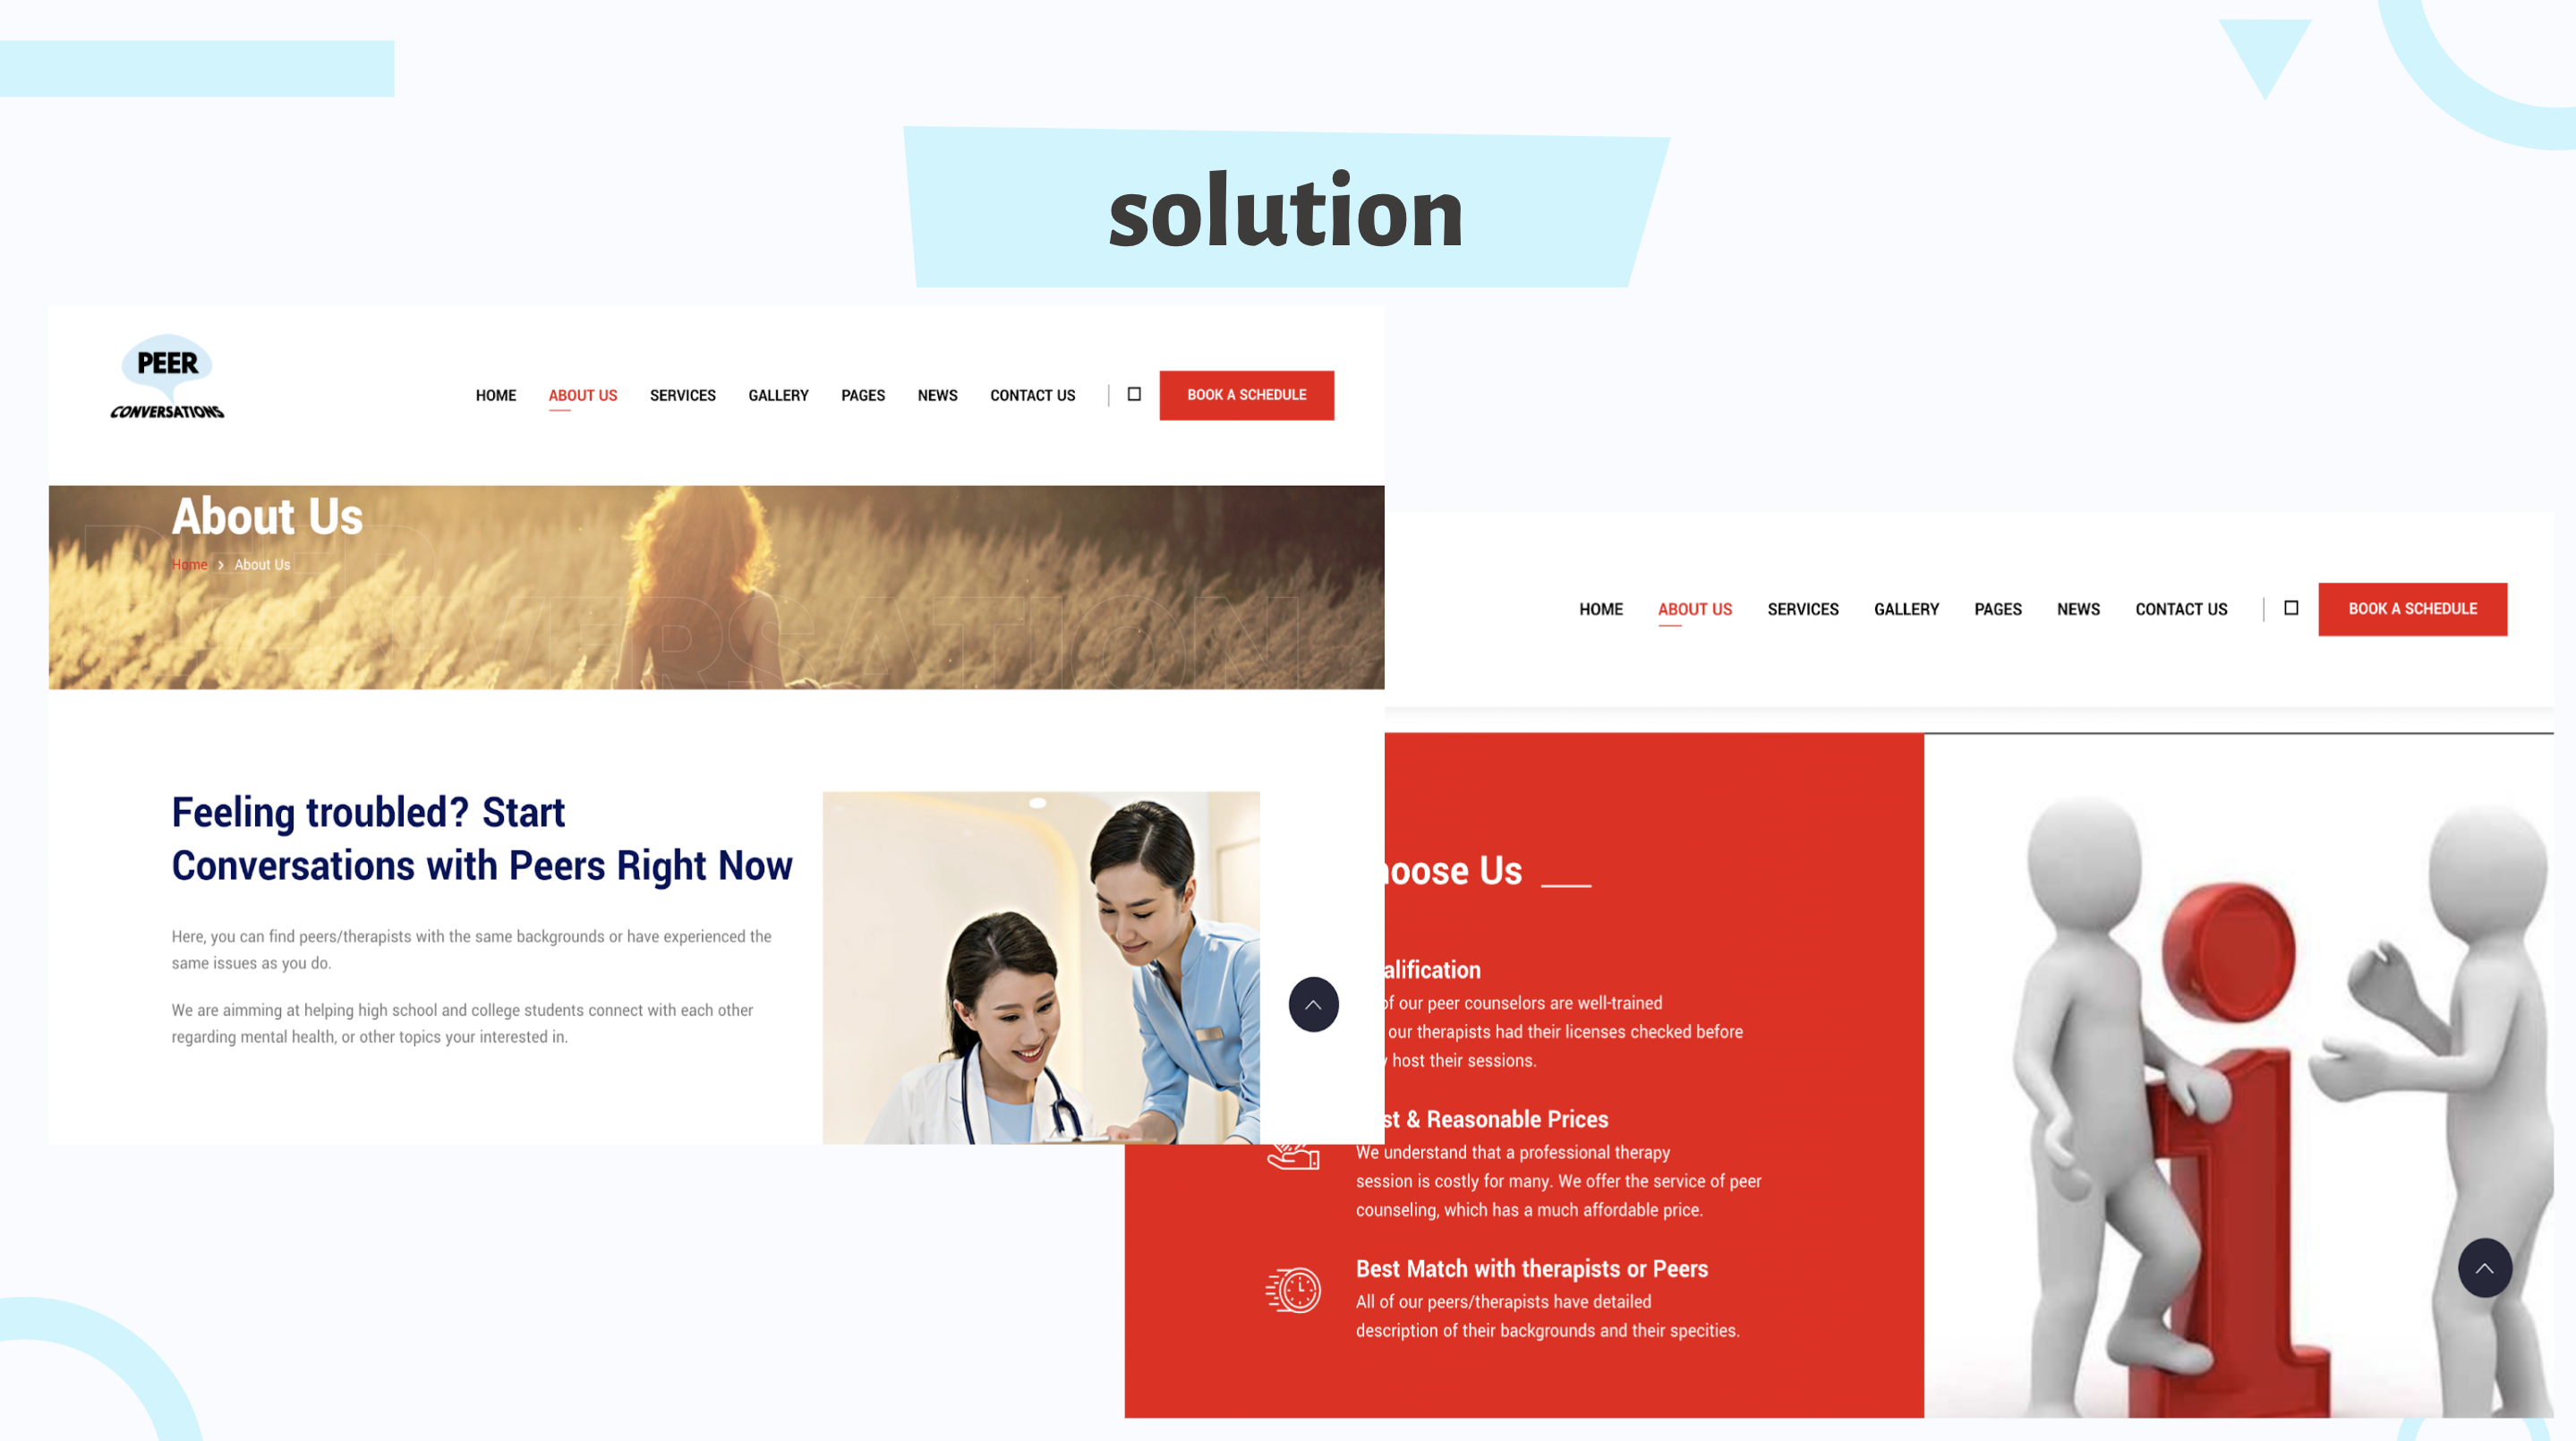 solution
PEER
CONVERSATIONS
HOME ABOUT US SERVICES GALLERY PAGES NEWS CONTACT US BOOK A SCHEDULE
About Us
Home > About Us
Feeling troubled? Start
Conversations with Peers Right Now
Here, you can find peers/therapists with the same backgrounds or have experienced the
same issues as you do.
We are aimming at helping high school and college students connect with each other
regarding mental health, or other topics your interested in.
HOME ABOUT US SERVICES GALLERY PAGES NEWS CONTACT US BOOK A SCHEDULE
oose Us
alification
of our peer counselors are well-trained
our therapists had their licenses checked before
host their sessions.
st & Reasonable Prices
We understand that a professional therapy
session is costly for many. We offer the service of peer
counseling, which has a much affordable price.
Best Match with therapists or Peers
All of our peers/therapists have detailed
description of their backgrounds and their specities.